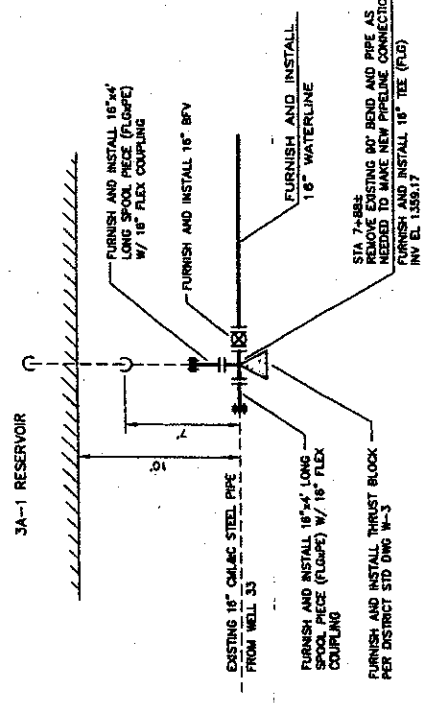 3A-1 RESERVOIR
FURNISH AND INSTALL 16"x4'
LONG SPOOL PIECE (FLGxPE)
W/ 16" FLEX COUPLING
FURNISH AND INSTALL 16" BFV
FURNISH AND INSTALL
16" WATERLINE
10'
7'
EXISTING 16" CML&C STEEL PIPE
FROM WELL 33
FURNISH AND INSTALL 16"x4' LONG
SPOOL PIECE (FLGxPE) W/ 16" FLEX
COUPLING
FURNISH AND INSTALL THRUST BLOCK
PER DISTRICT STD DWG W-3
STA 7+88±
REMOVE EXISTING 90° BEND AND PIPE AS
NEEDED TO MAKE NEW PIPELINE CONNECTIO
FURNISH AND INSTALL 16" TEE (FLG)
INV EL 1359.17